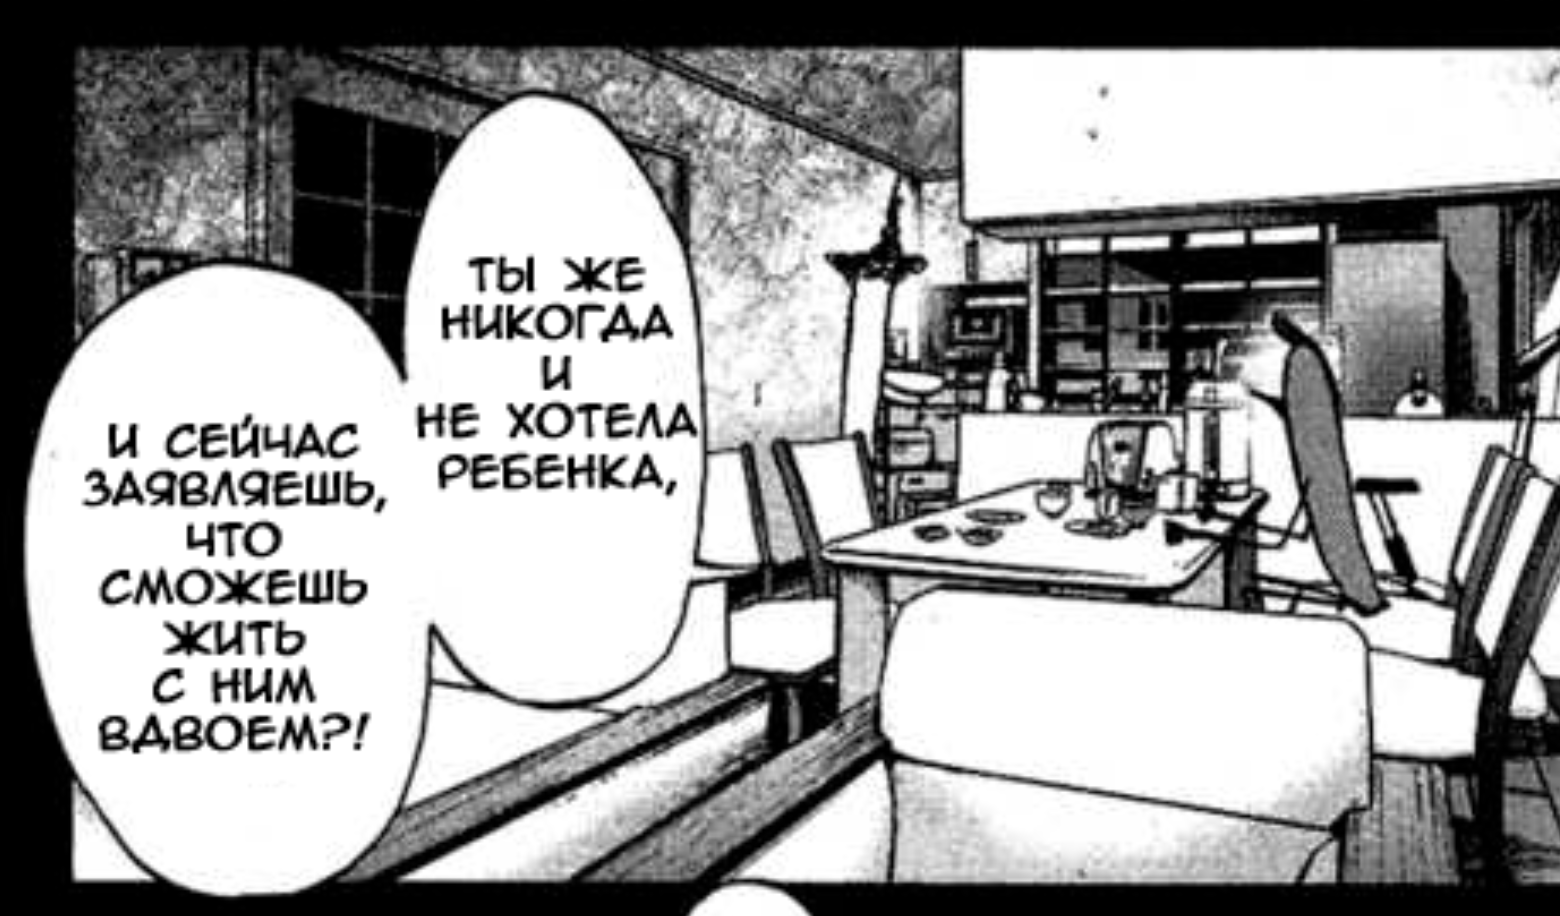 ТЫ ЖЕ
НИКОГДА
И
НЕ ХОТЕЛА
РЕБЕНКА,
И СЕЙЧАС
ЗАЯВЛЯЕШЬ,
ЧТО
СМОЖЕШЬ
ЖИТЬ
С НИМ
ВДВОЕМ?!